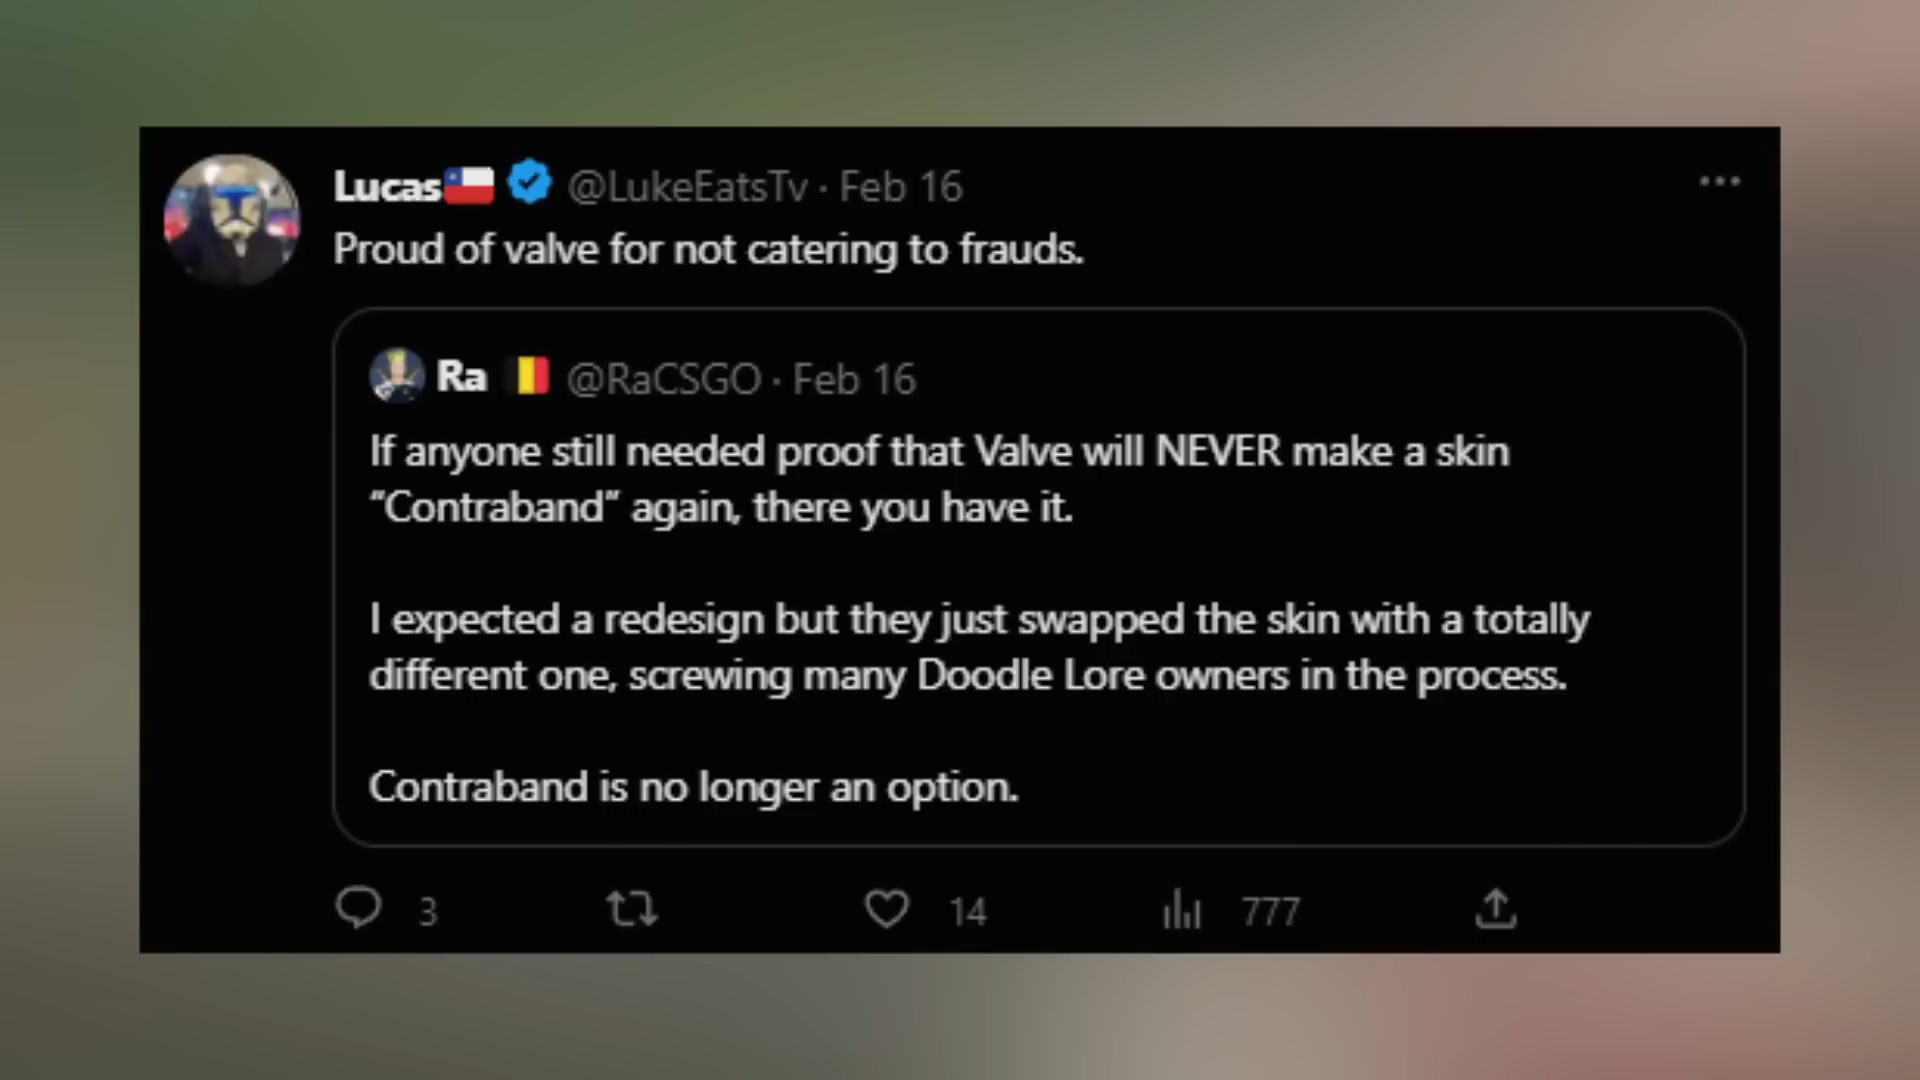 Lucas🇨🇱 @LukeEatsTv · Feb 16
Proud of valve for not catering to frauds.
Ra 🇧🇪 @RaCSGO · Feb 16
If anyone still needed proof that Valve will NEVER make a skin
“Contraband” again, there you have it.
I expected a redesign but they just swapped the skin with a totally
different one, screwing many Doodle Lore owners in the process.
Contraband is no longer an option.
3 14 777